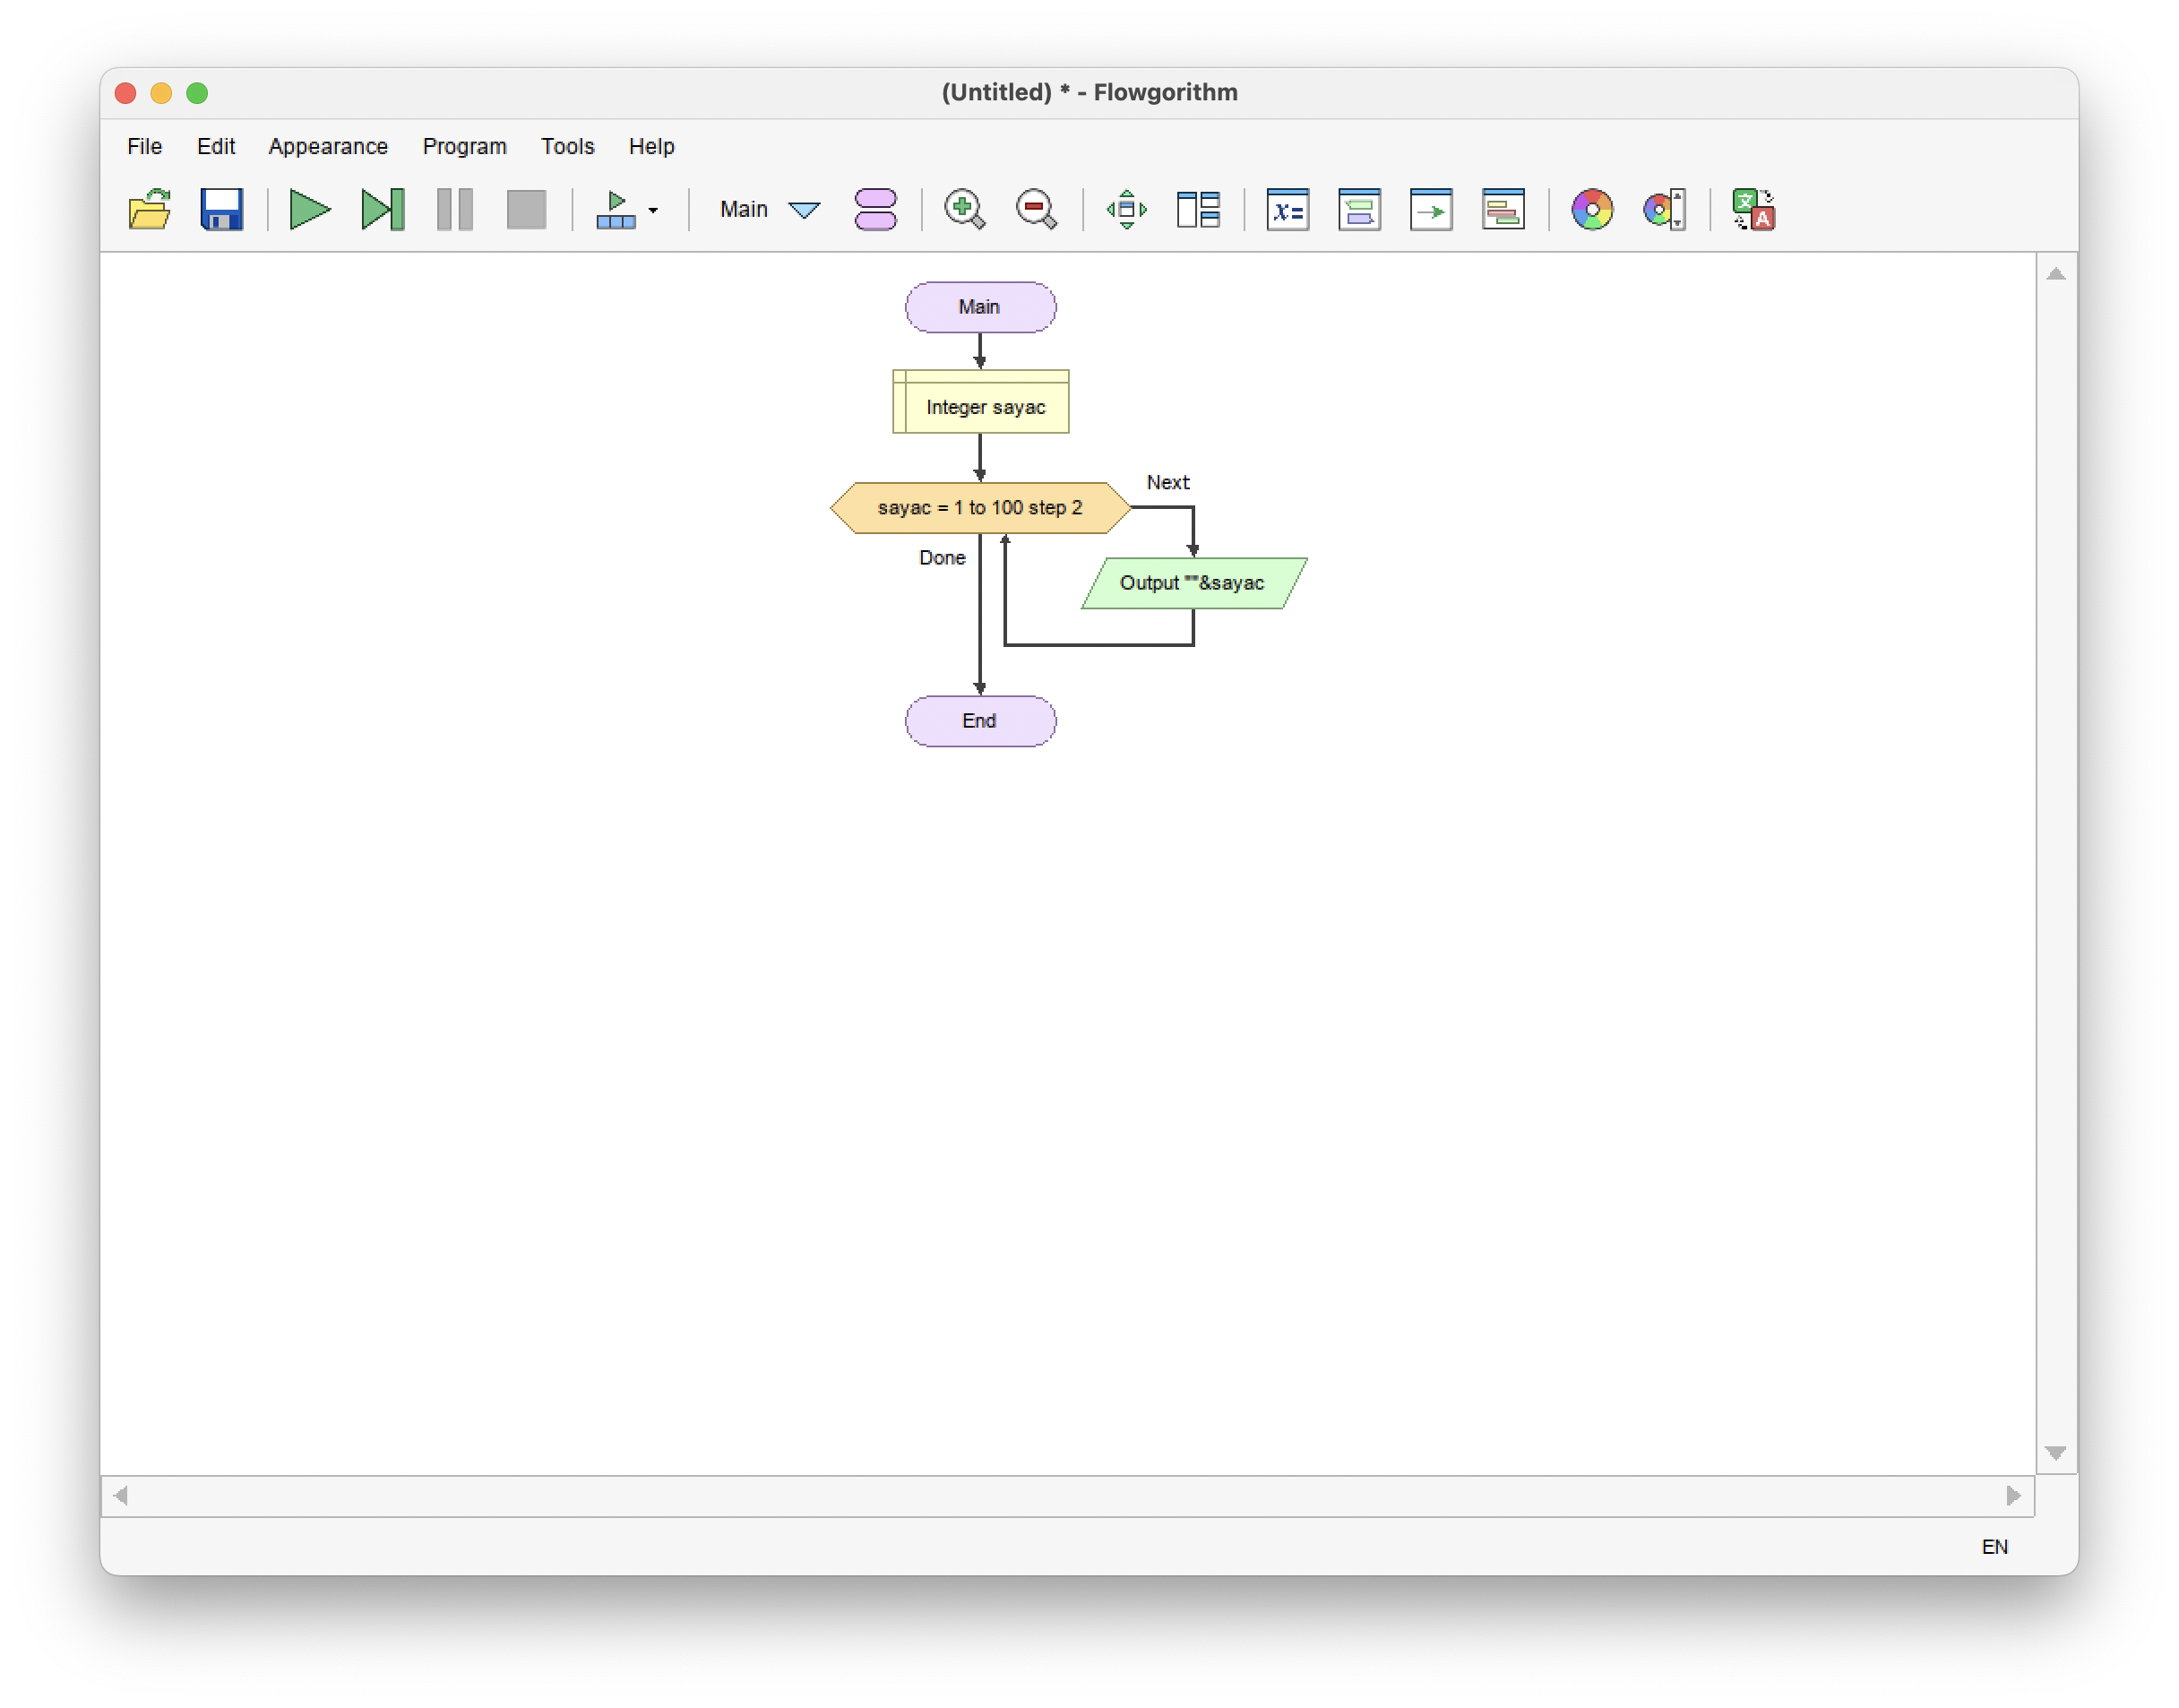 (Untitled) * - Flowgorithm
File Edit Appearance Program Tools Help
Main
Main
Integer sayac
Next
sayac = 1 to 100 step 2
Done
Output ""&sayac
End
EN